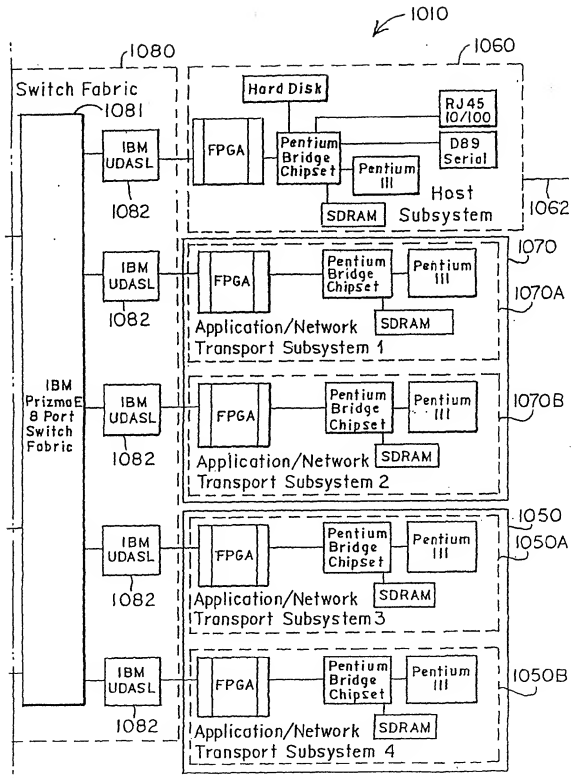 1010
1080
1060
Switch Fabric
1081
Hard Disk
RJ45
10/100
IBM
UDASL
FPGA
Pentium
Bridge
Chipset
D89
Serial
Pentium
III
1082
SDRAM
Host
Subsystem
1062
IBM
UDASL
FPGA
Pentium
Bridge
Chipset
Pentium
III
1070
1070A
1082
SDRAM
Application/Network
Transport Subsystem 1
IBM
PrizmoE
8 Port
Switch
Fabric
IBM
UDASL
FPGA
Pentium
Bridge
Chipset
Pentium
III
1070B
1082
SDRAM
Application/Network
Transport Subsystem 2
IBM
UDASL
FPGA
Pentium
Bridge
Chipset
Pentium
III
1050
1050A
1082
SDRAM
Application/Network
Transport Subsystem 3
IBM
UDASL
FPGA
Pentium
Bridge
Chipset
Pentium
III
1050B
1082
SDRAM
Application/Network
Transport Subsystem 4